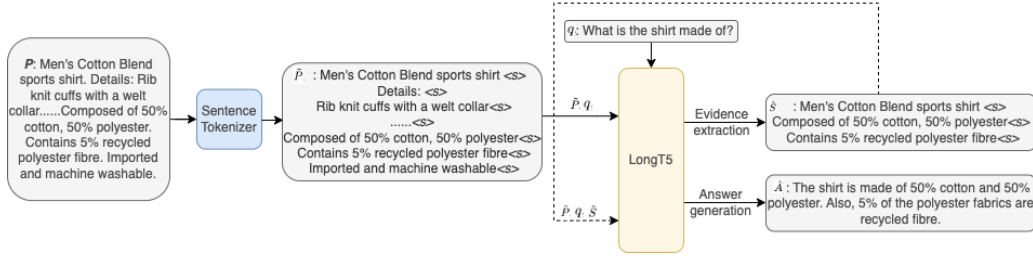 P: Men's Cotton Blend
sports shirt. Details: Rib
knit cuffs with a welt
collar......Composed of 50%
cotton, 50% polyester.
Contains 5% recycled
polyester fibre. Imported
and machine washable.
Sentence
Tokenizer
P̃ : Men's Cotton Blend sports shirt <s>
Details: <s>
Rib knit cuffs with a welt collar<s>
......<s>
Composed of 50% cotton, 50% polyester<s>
Contains 5% recycled polyester fibre<s>
Imported and machine washable<s>
q: What is the shirt made of?
P̃, q,
P̃, q, Ŝ
LongT5
Evidence
extraction
Answer
generation
ŝ : Men's Cotton Blend sports shirt <s>
Composed of 50% cotton, 50% polyester<s>
Contains 5% recycled polyester fibre<s>
Â : The shirt is made of 50% cotton and 50%
polyester. Also, 5% of the polyester fabrics are
recycled fibre.